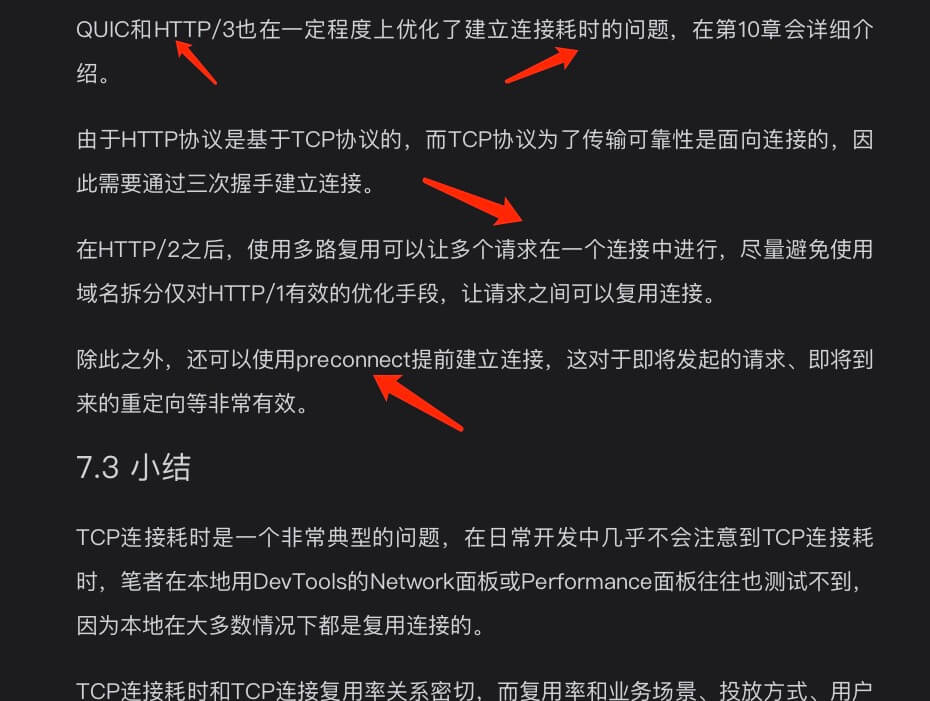 QUIC和HTTP/3也在一定程度上优化了建立连接耗时的问题，在第10章会详细介
绍。
由于HTTP协议是基于TCP协议的，而TCP协议为了传输可靠性是面向连接的，因
此需要通过三次握手建立连接。
在HTTP/2之后，使用多路复用可以让多个请求在一个连接中进行，尽量避免使用
域名拆分仅对HTTP/1有效的优化手段，让请求之间可以复用连接。
除此之外，还可以使用preconnect提前建立连接，这对于即将发起的请求、即将到
来的重定向等非常有效。
7.3 小结
TCP连接耗时是一个非常典型的问题，在日常开发中几乎不会注意到TCP连接耗
时，笔者在本地用DevTools的Network面板或Performance面板往往也测试不到，
因为本地在大多数情况下都是复用连接的。
TCP连接耗时和TCP连接复用率关系密切，而复用率和业务场景、投放方式、用户